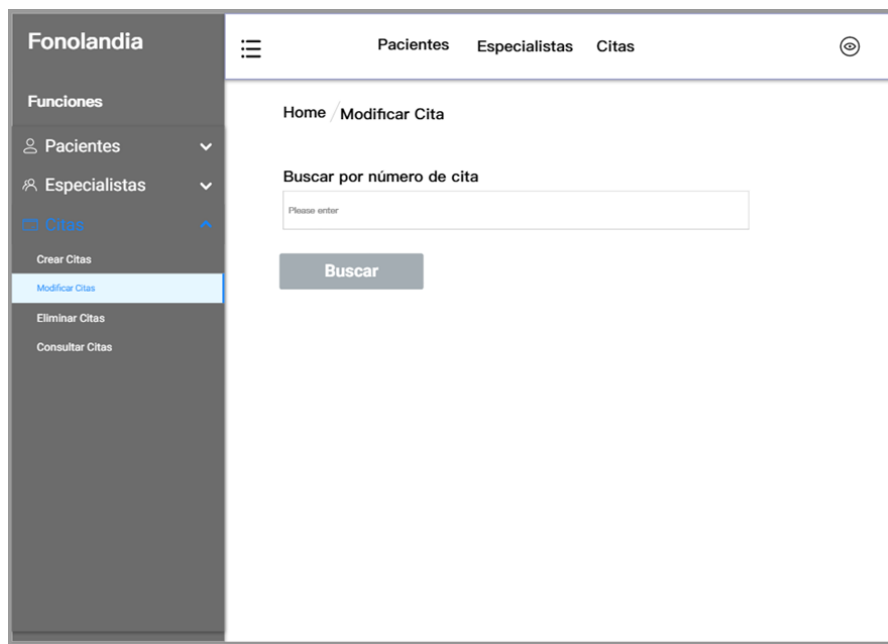 Fonolandia
Pacientes Especialistas Citas
Funciones
Home / Modificar Cita
Pacientes
Especialistas
Citas
Crear Citas
Modificar Citas
Eliminar Citas
Consultar Citas
Buscar por número de cita
Please enter
Buscar